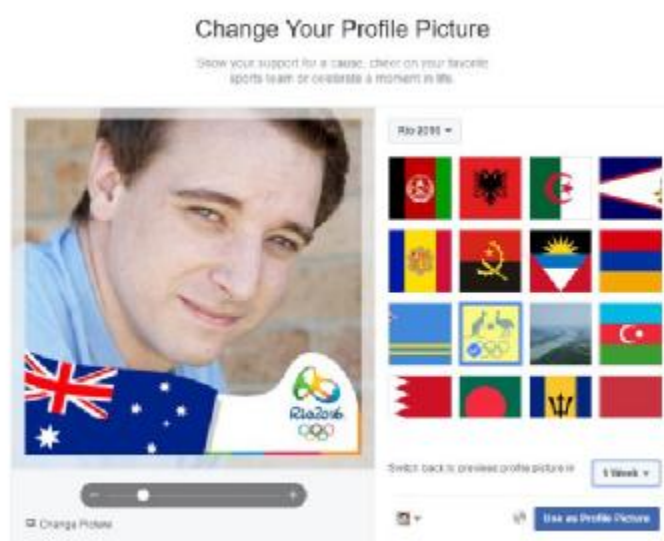 Change Your Profile Picture
Show your support for a cause, cheer on your favorite
sports team or celebrate a moment in life.
Rio 2016
Rio2016
Switch back to previous profile picture in
1 Week
Change Picture
Use as Profile Picture